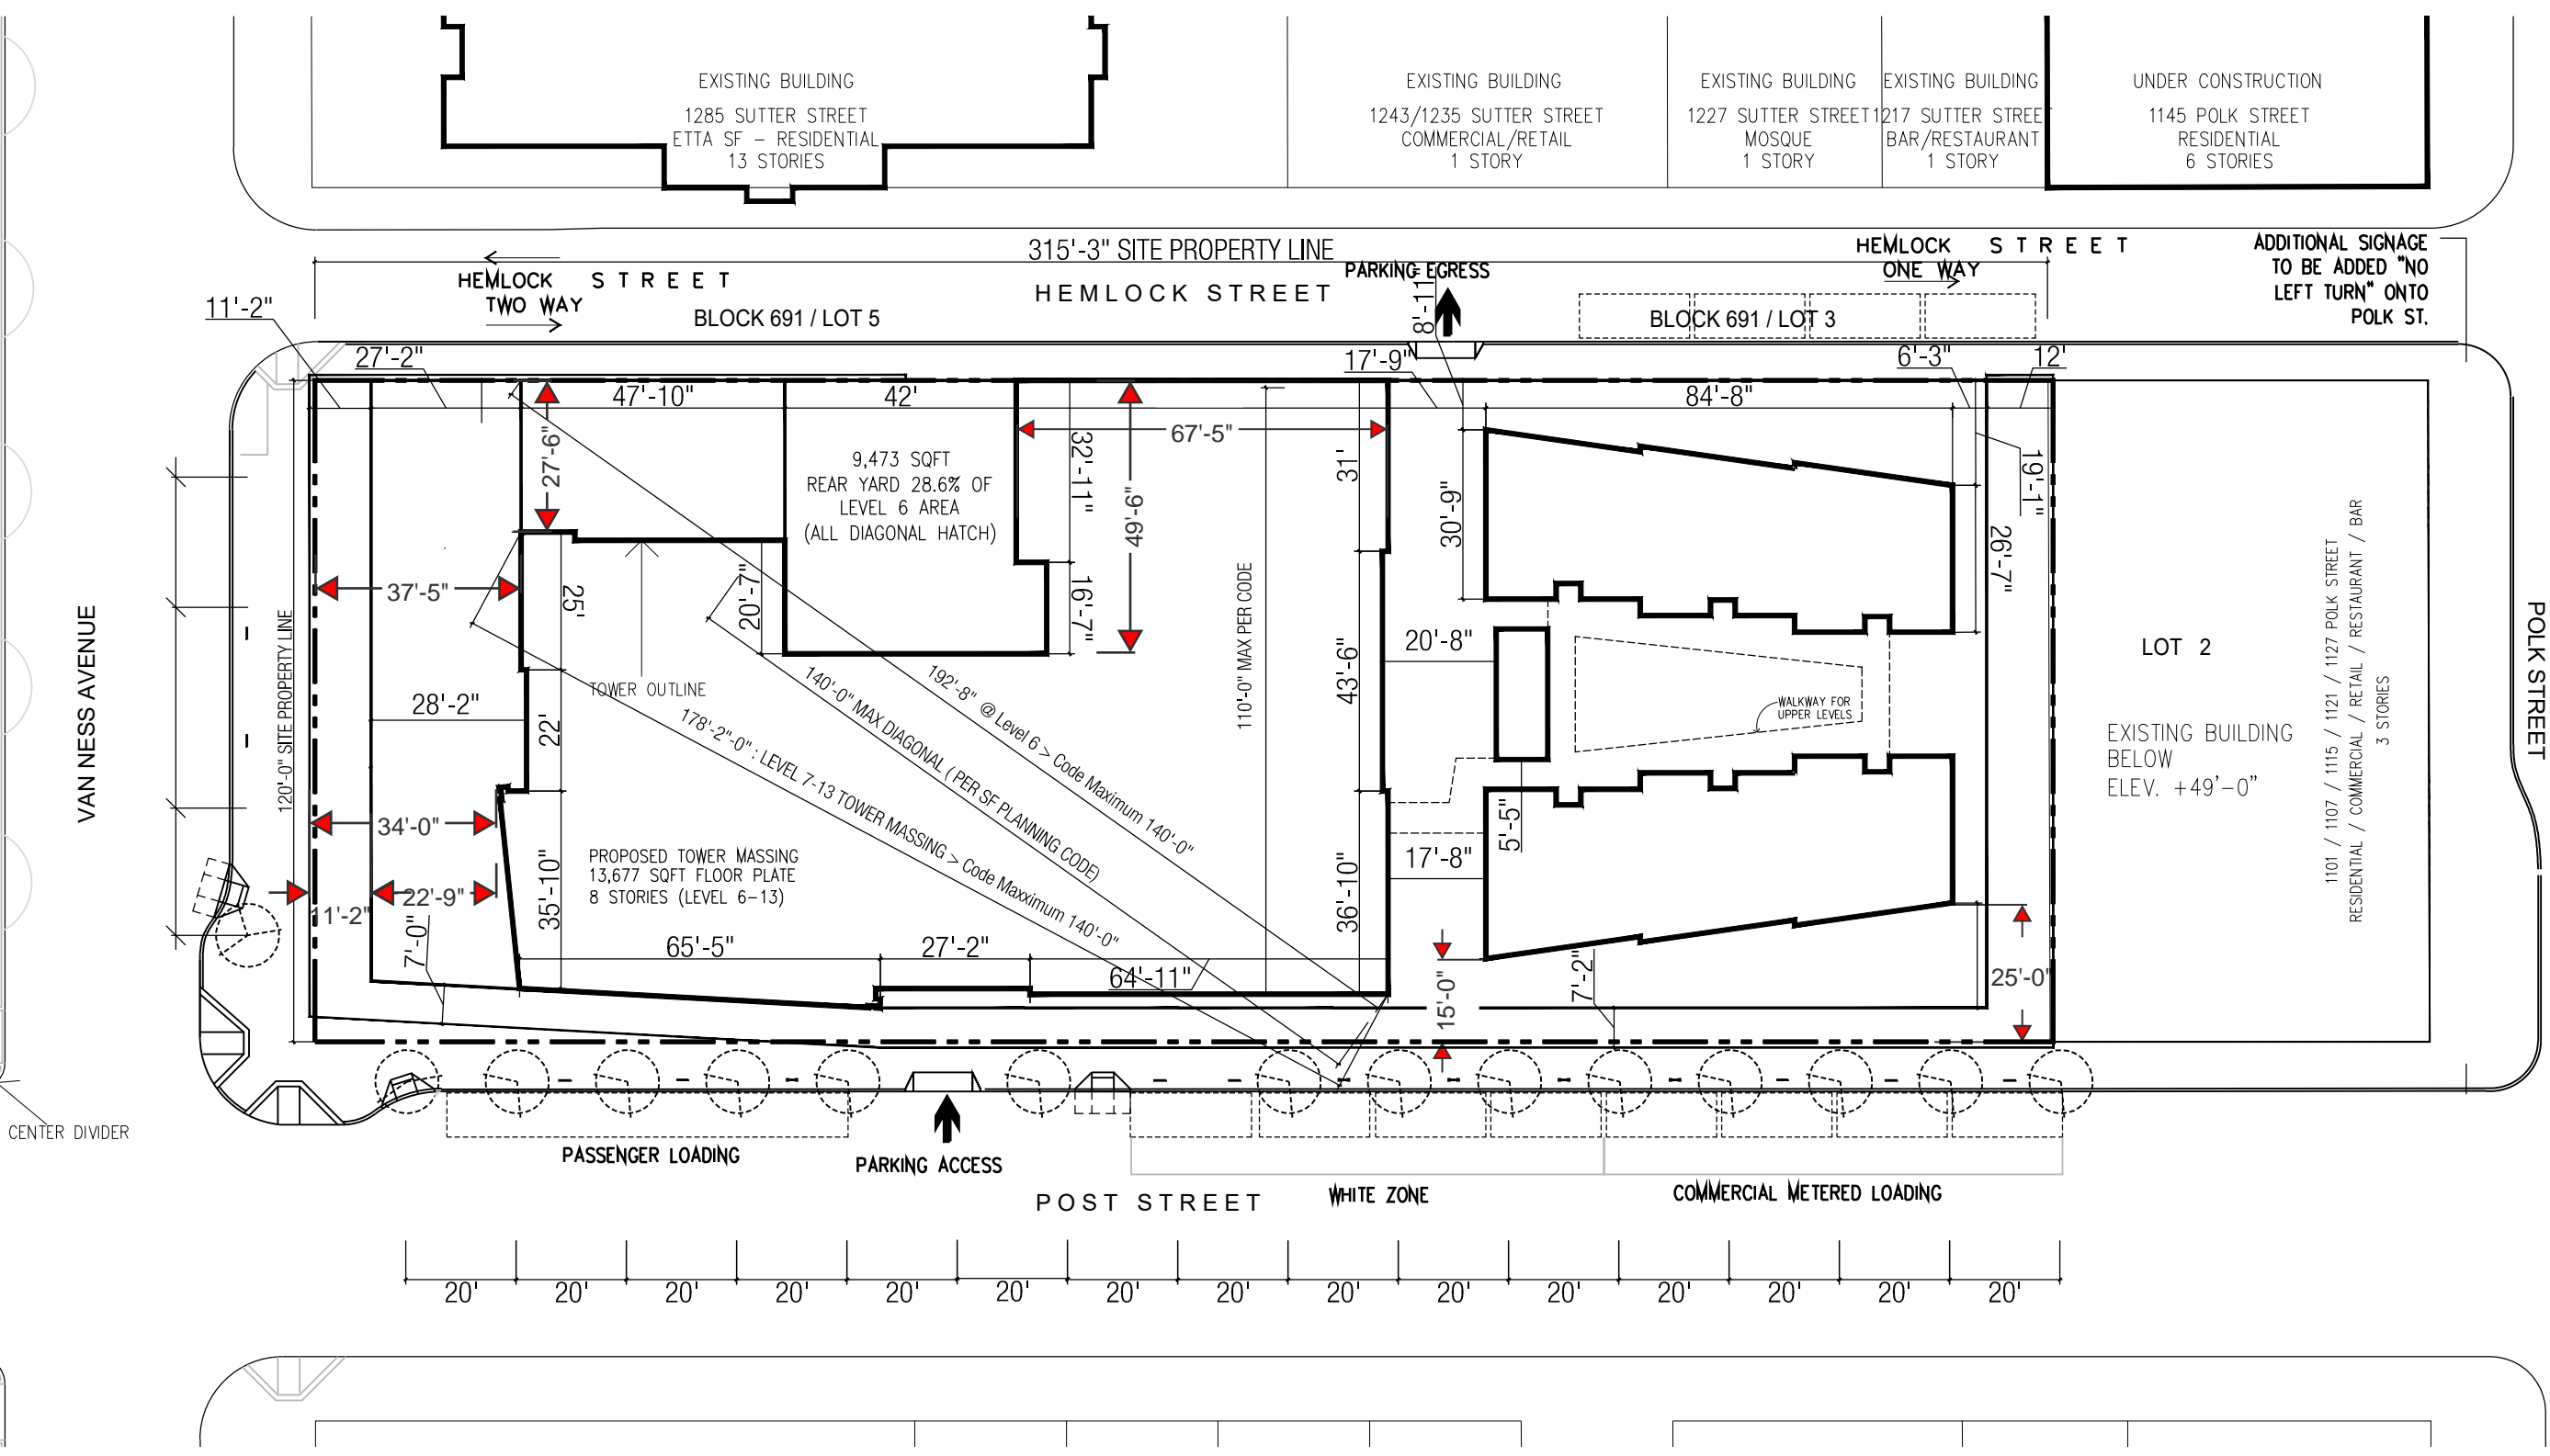 EXISTING BUILDING
1285 SUTTER STREET
ETTA SF - RESIDENTIAL
13 STORIES
EXISTING BUILDING
1243/1235 SUTTER STREET
COMMERCIAL/RETAIL
1 STORY
EXISTING BUILDING
1227 SUTTER STREET
MOSQUE
1 STORY
EXISTING BUILDING
1217 SUTTER STREE
BAR/RESTAURANT
1 STORY
UNDER CONSTRUCTION
1145 POLK STREET
RESIDENTIAL
6 STORIES
315'-3" SITE PROPERTY LINE
HEMLOCK STREET
TWO WAY
HEMLOCK STREET
PARKING EGRESS
HEMLOCK STREET
ONE WAY
ADDITIONAL SIGNAGE
TO BE ADDED "NO
LEFT TURN" ONTO
POLK ST.
BLOCK 691 / LOT 5
BLOCK 691 / LOT 3
11'-2"
27'-2"
8'-11"
17'-9"
6'-3"
12'
47'-10"
42'
84'-8"
67'-5"
27'-6"
32'-11"
49'-6"
31'
30'-9"
19'-1"
26'-7"
9,473 SQFT
REAR YARD 28.6% OF
LEVEL 6 AREA
(ALL DIAGONAL HATCH)
37'-5"
25'
20'-7"
16'-7"
110'-0" MAX PER CODE
43'-6"
20'-8"
120'-0" SITE PROPERTY LINE
VAN NESS AVENUE
28'-2"
22'
TOWER OUTLINE
192'-8" @ Level 6 > Code Maximum 140'-0"
140'-0" MAX DIAGONAL ( PER SF PLANNING CODE)
178'-2"-0" : LEVEL 7-13 TOWER MASSING > Code Maxximum 140'-0"
WALKWAY FOR
UPPER LEVELS
LOT 2
EXISTING BUILDING
BELOW
ELEV. +49'-0"
1101 / 1107 / 1115 / 1121 / 1127 POLK STREET
RESIDENTIAL / COMMERCIAL / RETAIL / RESTAURANT / BAR
3 STORIES
POLK STREET
34'-0"
22'-9"
11'-2"
7'-0"
35'-10"
PROPOSED TOWER MASSING
13,677 SQFT FLOOR PLATE
8 STORIES (LEVEL 6-13)
65'-5"
27'-2"
64'-11"
36'-10"
17'-8"
5'-5"
15'-0"
7'-2"
25'-0"
CENTER DIVIDER
PASSENGER LOADING
PARKING ACCESS
WHITE ZONE
COMMERCIAL METERED LOADING
POST STREET
20' 20' 20' 20' 20' 20' 20' 20' 20' 20' 20' 20' 20' 20' 20'